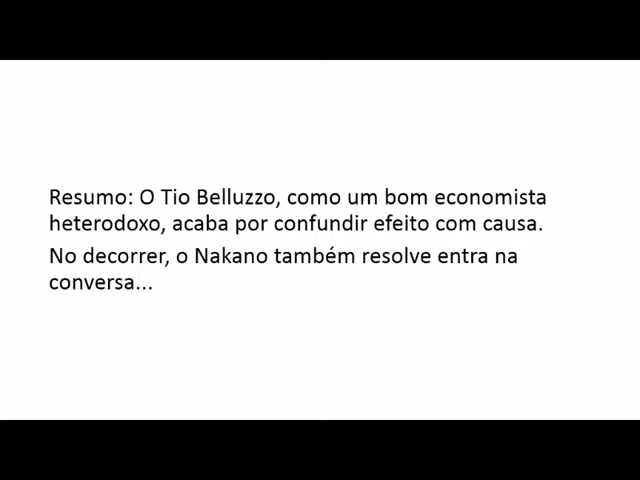 Resumo: O Tio Belluzzo, como um bom economista
heterodoxo, acaba por confundir efeito com causa.
No decorrer, o Nakano também resolve entra na
conversa...